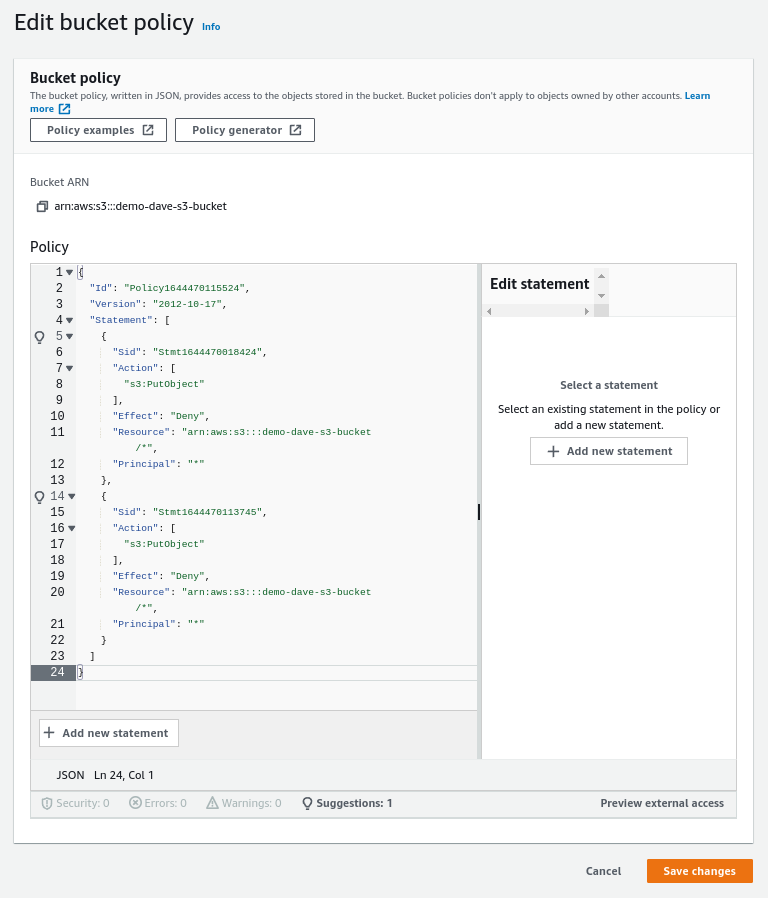 Edit bucket policy Info
Bucket policy
The bucket policy, written in JSON, provides access to the objects stored in the bucket. Bucket policies don't apply to objects owned by other accounts. Learn
more
Policy examples Policy generator
Bucket ARN
arn:aws:s3:::demo-dave-s3-bucket
Policy
1 {
2 "Id": "Policy1644470115524",
3 "Version": "2012-10-17",
4 "Statement": [
5 {
6 "Sid": "Stmt1644470018424",
7 "Action": [
8 "s3:PutObject"
9 ],
10 "Effect": "Deny",
11 "Resource": "arn:aws:s3:::demo-dave-s3-bucket
/*",
12 "Principal": "*"
13 },
14 {
15 "Sid": "Stmt1644470113745",
16 "Action": [
17 "s3:PutObject"
18 ],
19 "Effect": "Deny",
20 "Resource": "arn:aws:s3:::demo-dave-s3-bucket
/*",
21 "Principal": "*"
22 }
23 ]
24 }
Add new statement
Edit statement
Select a statement
Select an existing statement in the policy or
add a new statement.
Add new statement
JSON Ln 24, Col 1
Security: 0 Errors: 0 Warnings: 0 Suggestions: 1 Preview external access
Cancel Save changes